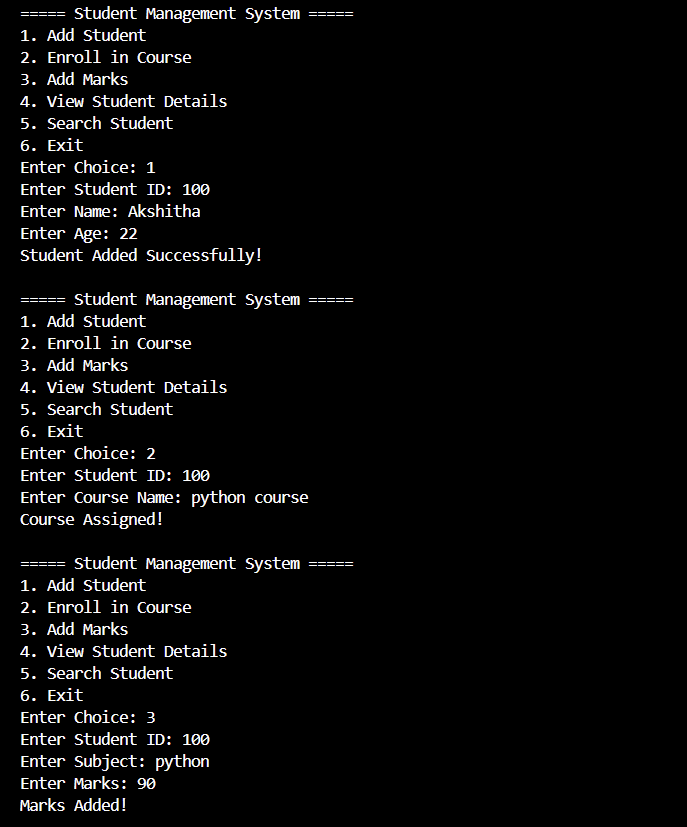 ===== Student Management System =====
1. Add Student
2. Enroll in Course
3. Add Marks
4. View Student Details
5. Search Student
6. Exit
Enter Choice: 1
Enter Student ID: 100
Enter Name: Akshitha
Enter Age: 22
Student Added Successfully!
===== Student Management System =====
1. Add Student
2. Enroll in Course
3. Add Marks
4. View Student Details
5. Search Student
6. Exit
Enter Choice: 2
Enter Student ID: 100
Enter Course Name: python course
Course Assigned!
===== Student Management System =====
1. Add Student
2. Enroll in Course
3. Add Marks
4. View Student Details
5. Search Student
6. Exit
Enter Choice: 3
Enter Student ID: 100
Enter Subject: python
Enter Marks: 90
Marks Added!